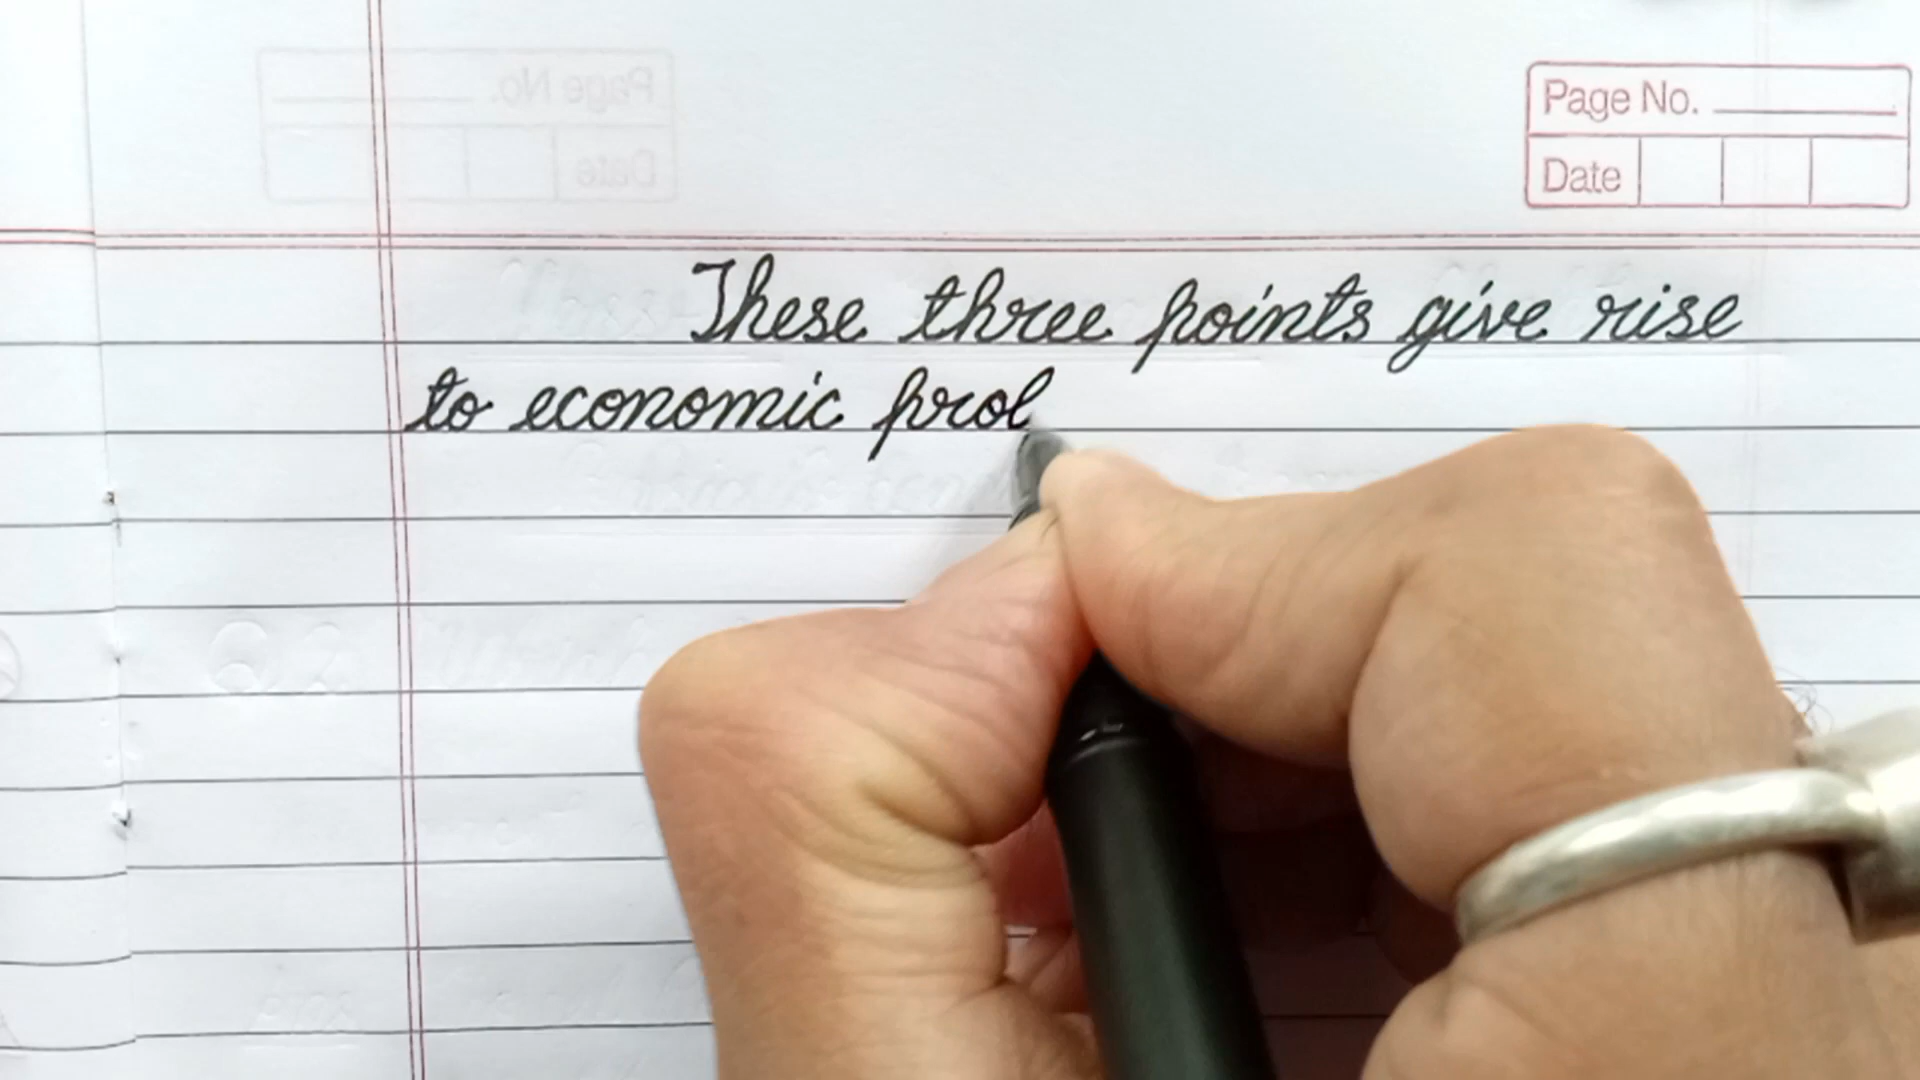 Page No.
Date
These three points give rise
to economic prol